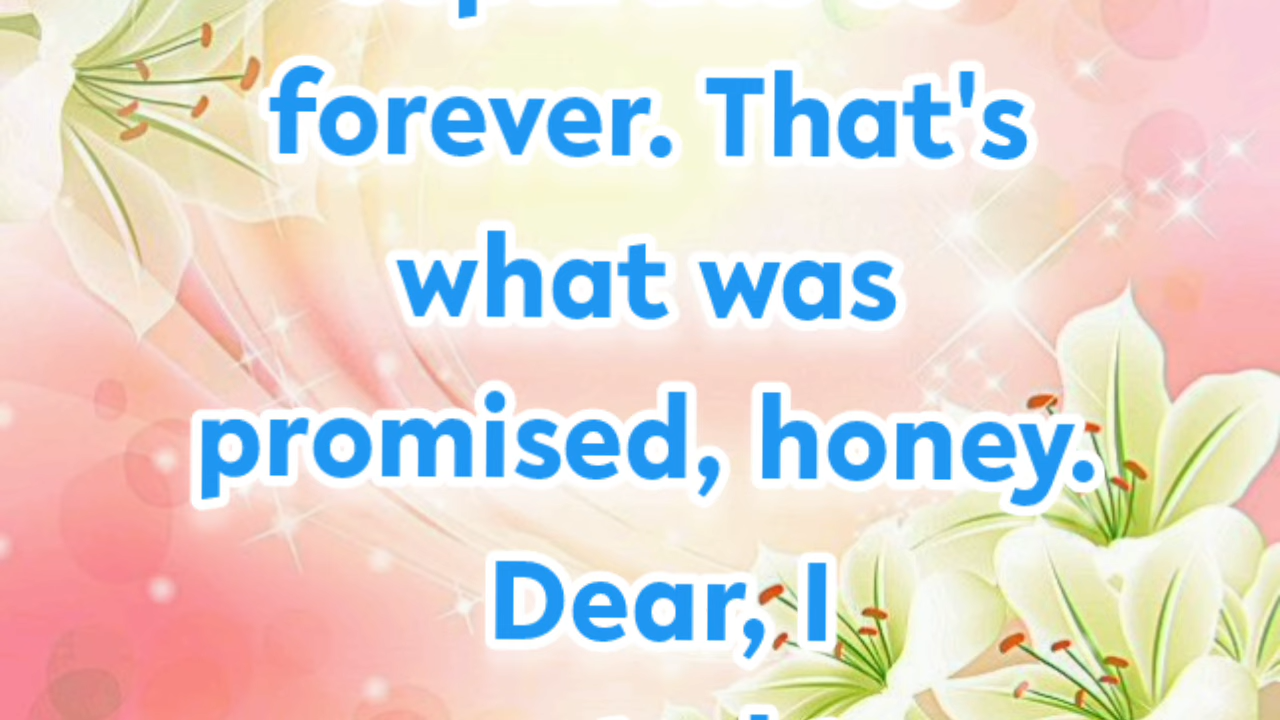 forever. That's
what was
promised, honey.
Dear, I